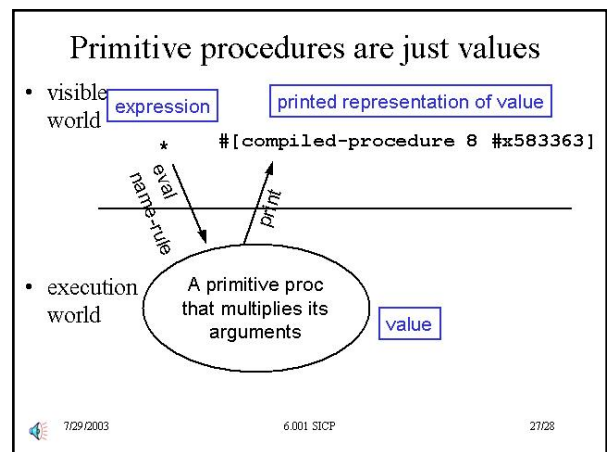 Primitive procedures are just values
• visible world
expression
printed representation of value
*
#[compiled-procedure 8 #x583363]
eval
name-rule
print
• execution world
A primitive proc
that multiplies its
arguments
value
7/29/2003
6.001 SICP
27/28